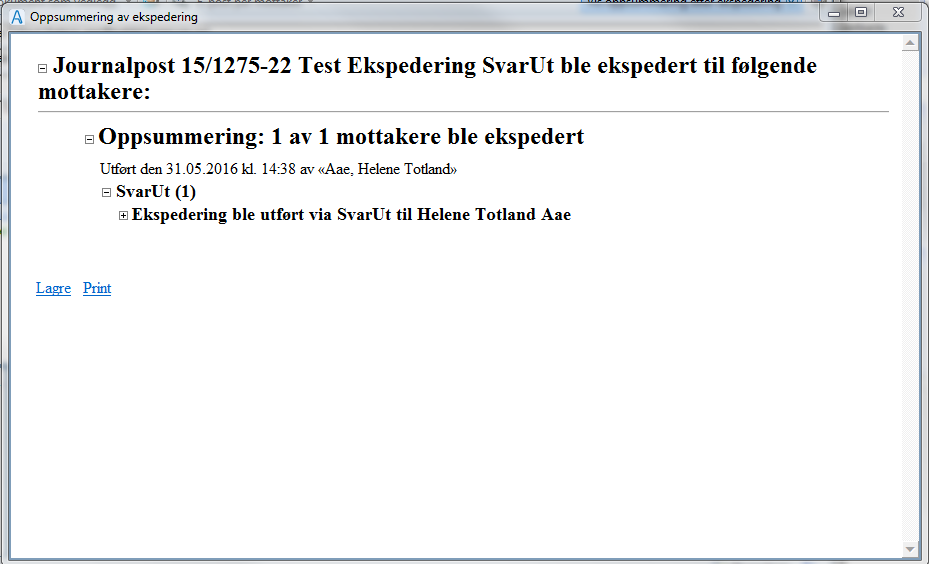 Oppsummering av ekspedering
Journalpost 15/1275-22 Test Ekspedering SvarUt ble ekspedert til følgende
mottakere:
Oppsummering: 1 av 1 mottakere ble ekspedert
Utført den 31.05.2016 kl. 14:38 av «Aae, Helene Totland»
SvarUt (1)
Ekspedering ble utført via SvarUt til Helene Totland Aae
Lagre Print